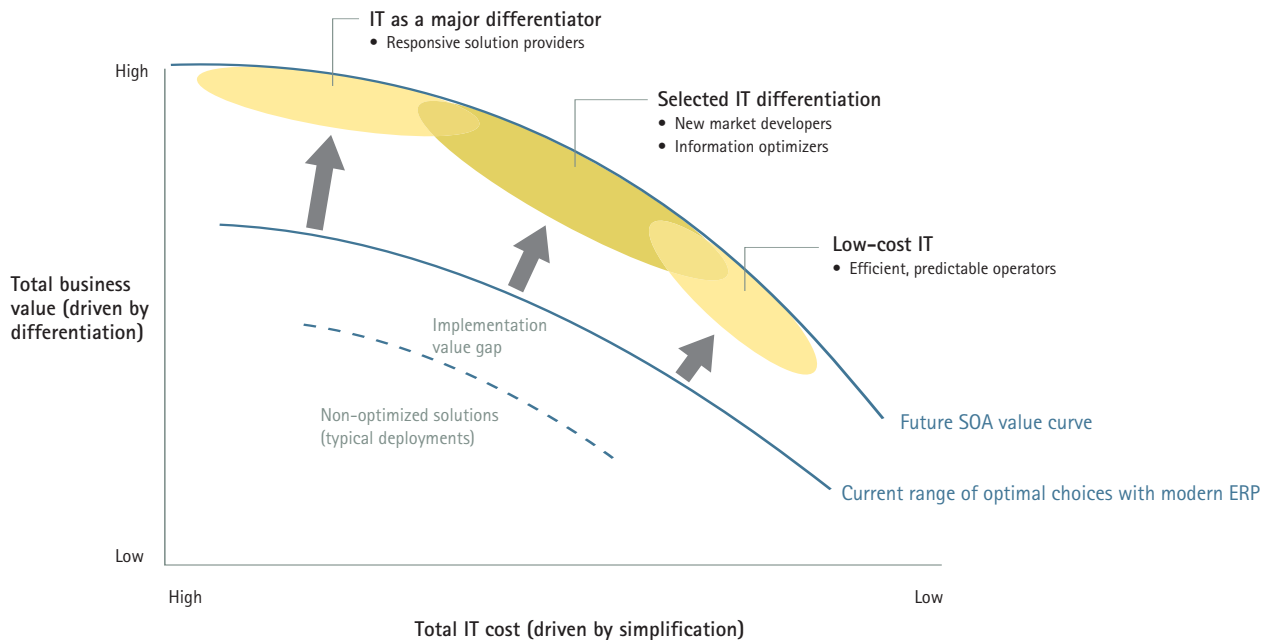 IT as a major differentiator
• Responsive solution providers
High
Selected IT differentiation
• New market developers
• Information optimizers
Low-cost IT
• Efficient, predictable operators
Total business
value (driven by
differentiation)
Implementation
value gap
Non-optimized solutions
(typical deployments)
Future SOA value curve
Current range of optimal choices with modern ERP
Low
High
Low
Total IT cost (driven by simplification)